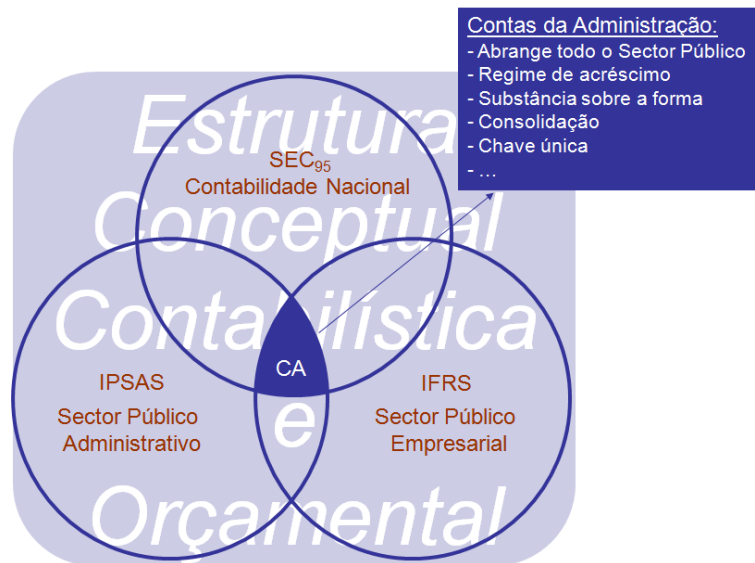 Contas da Administração:
- Abrange todo o Sector Público
- Regime de acréscimo
- Substância sobre a forma
- Consolidação
- Chave única
- ...
Estrutura
SEC95
Contabilidade Nacional
Conceptual
Contabilística
CA
IPSAS
Sector Público
Administrativo
IFRS
Sector Público
Empresarial
e
Orçamental